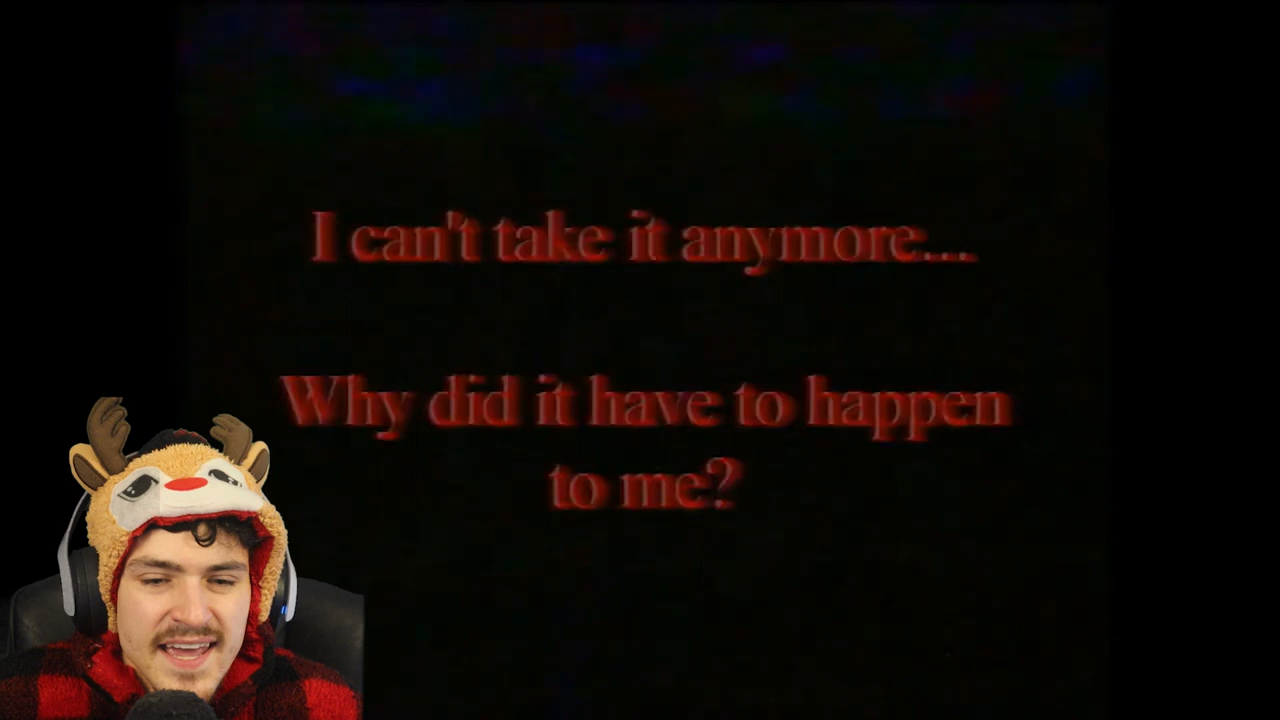 I can't take it anymore...
Why did it have to happen
to me?